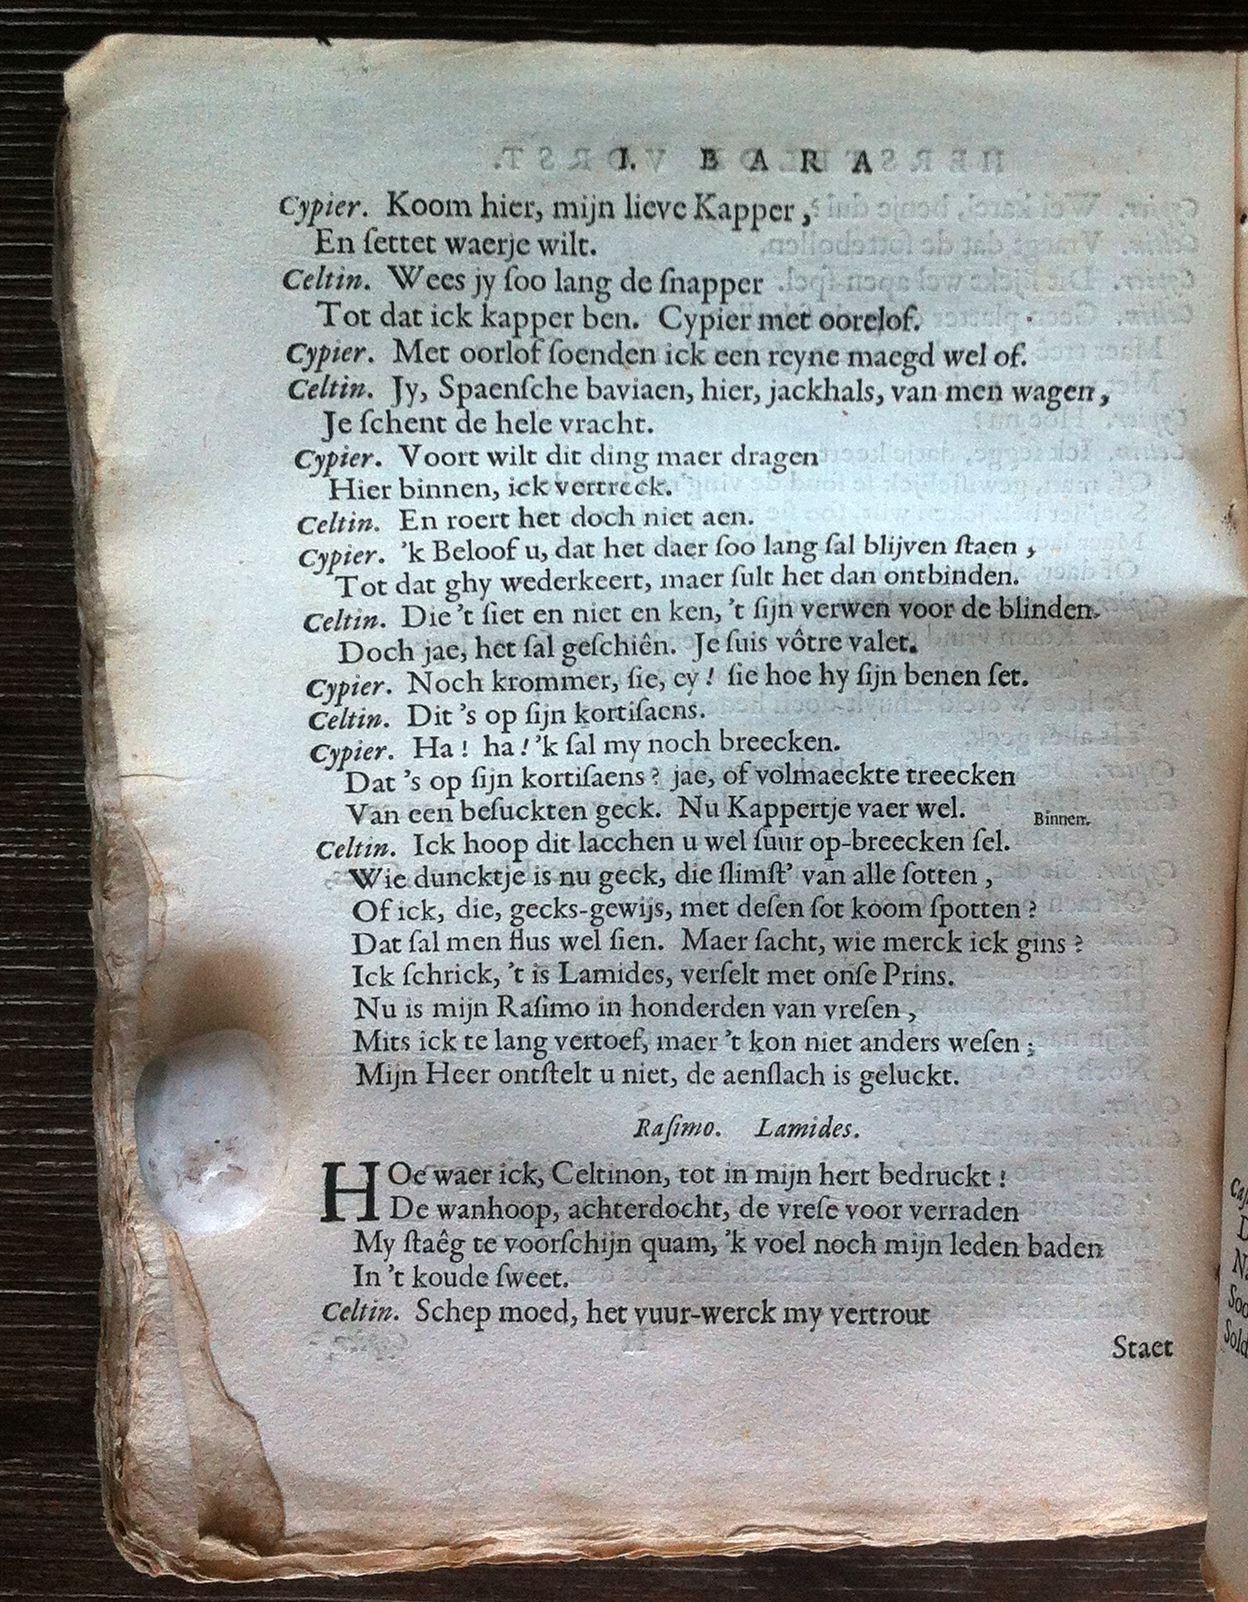 I. BARA
Cypier. Koom hier, mijn lieve Kapper,
En ſettet waerje wilt.
Celtin. Wees jy ſoo lang de ſnapper
Tot dat ick kapper ben. Cypier met oorelof.
Cypier. Met oorlof ſoenden ick een reyne maegd wel of.
Celtin. Jy, Spaenſche baviaen, hier, jackhals, van men wagen,
Je ſchent de hele vracht.
Cypier. Voort wilt dit ding maer dragen
Hier binnen, ick vertreck.
Celtin. En roert het doch niet aen.
Cypier. 'k Beloof u, dat het daer ſoo lang ſal blijven ſtaen,
Tot dat ghy wederkeert, maer ſult het dan ontbinden.
Celtin. Die 't ſiet en niet en ken, 't ſijn verwen voor de blinden.
Doch jae, het ſal geſchiên. Je ſuis vôtre valet.
Cypier. Noch krommer, ſie, ey! ſie hoe hy ſijn benen ſet.
Celtin. Dit 's op ſijn kortiſaens.
Cypier. Ha! ha! 'k ſal my noch breecken.
Dat 's op ſijn kortiſaens? jae, of volmaeckte treecken
Van een beſuckten geck. Nu Kappertje vaer wel. Binnen.
Celtin. Ick hoop dit lacchen u wel ſuur op-breecken ſel.
Wie duncktje is nu geck, die ſlimſt' van alle ſotten,
Of ick, die, gecks-gewijs, met deſen ſot koom ſpotten?
Dat ſal men flus wel ſien. Maer ſacht, wie merck ick gins?
Ick ſchrick, 't is Lamides, verſelt met onſe Prins.
Nu is mijn Raſimo in honderden van vreſen,
Mits ick te lang vertoef, maer 't kon niet anders weſen;
Mijn Heer ontſtelt u niet, de aenſlach is geluckt.
Raſimo. Lamides.
HOe waer ick, Celtinon, tot in mijn hert bedruckt!
De wanhoop, achterdocht, de vreſe voor verraden
My ſtaêg te voorſchijn quam, 'k voel noch mijn leden baden
In 't koude ſweet.
Celtin. Schep moed, het vuur-werck my vertrout
Staet